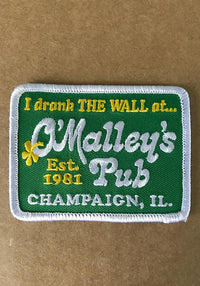 I drank THE WALL at...
O'Malley's
Est.
1981
Pub
CHAMPAIGN, IL.